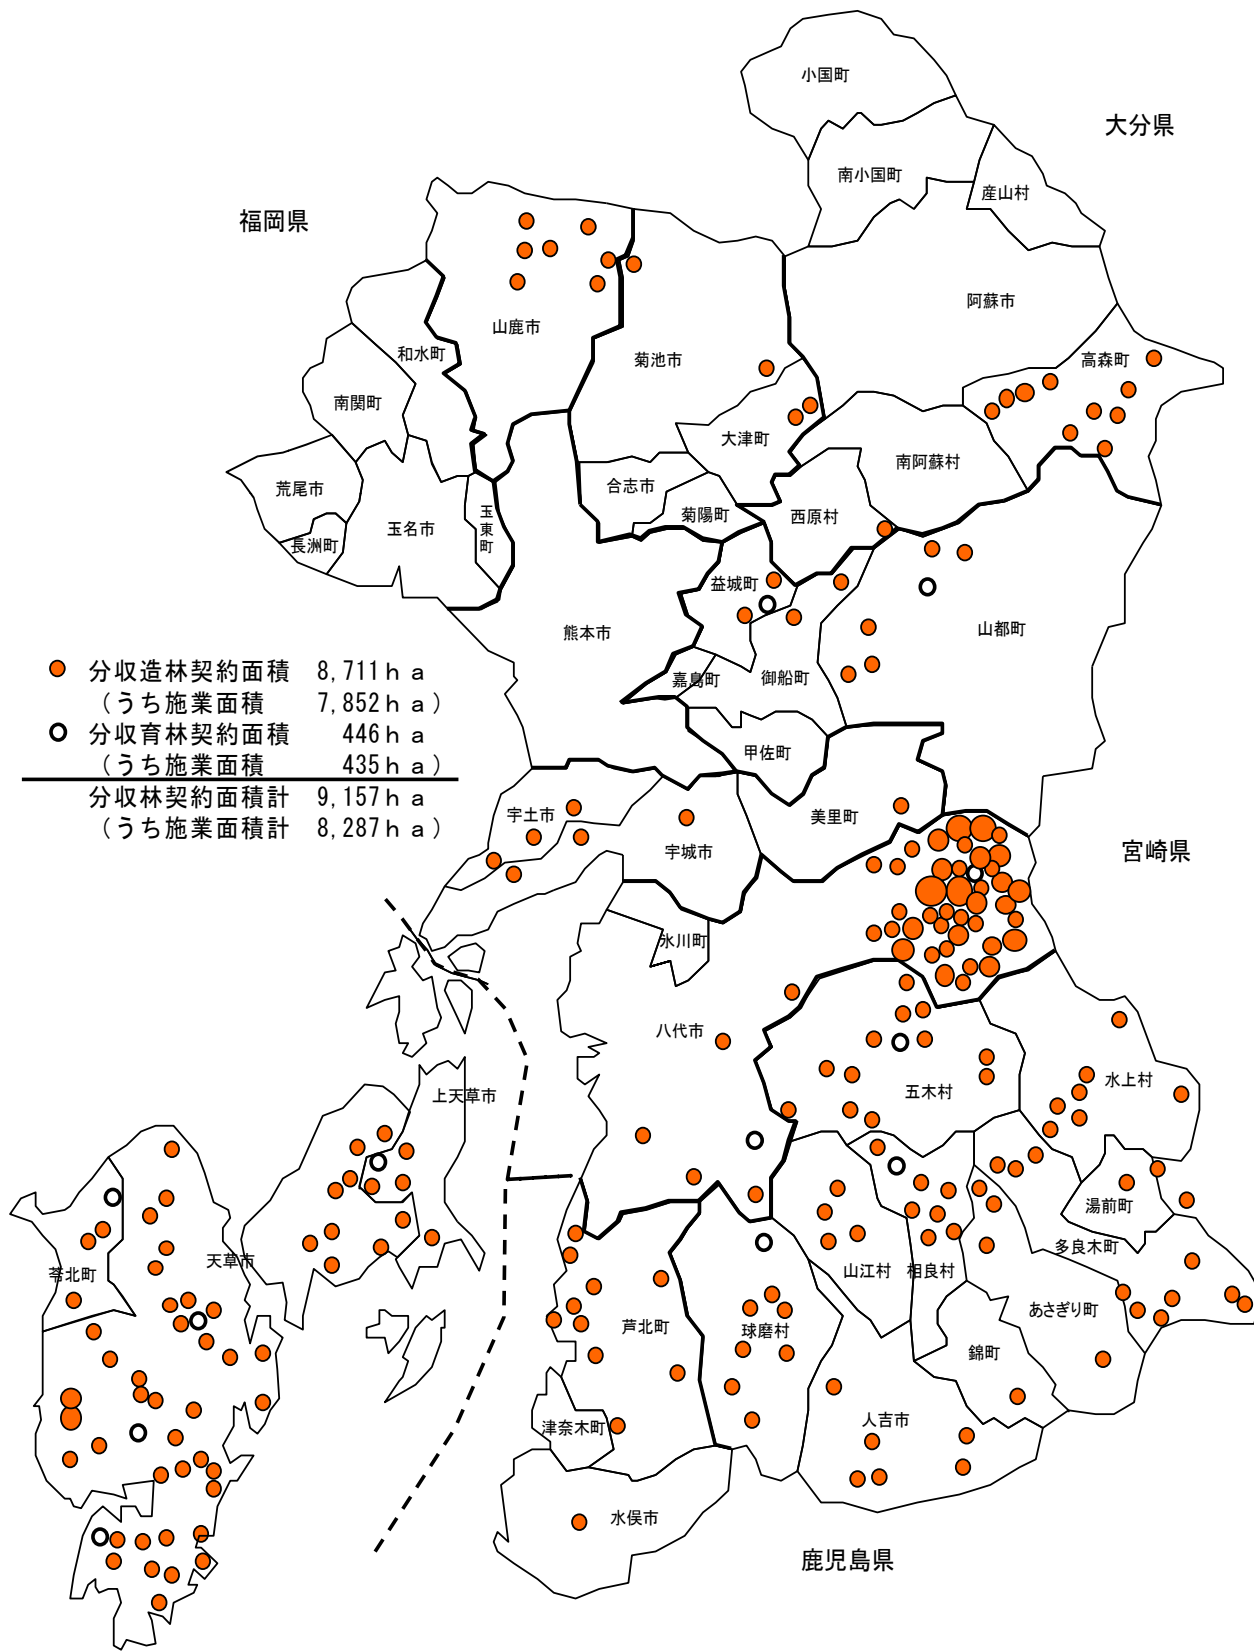 小国町
大分県
南小国町
産山村
福岡県
阿蘇市
山鹿市
和水町
菊池市
高森町
南関町
大津町
南阿蘇村
荒尾市
合志市
菊陽町
西原村
玉名市
玉東町
長洲町
益城町
熊本市
山都町
嘉島町
御船町
分収造林契約面積 8,711ha
(うち施業面積 7,852ha)
分収育林契約面積 446ha
(うち施業面積 435ha)
分収林契約面積計 9,157ha
(うち施業面積計 8,287ha)
甲佐町
宇土市
美里町
宇城市
宮崎県
氷川町
八代市
上天草市
五木村
水上村
湯前町
多良木町
天草市
苓北町
山江村
相良村
あさぎり町
芦北町
球磨村
錦町
津奈木町
人吉市
水俣市
鹿児島県